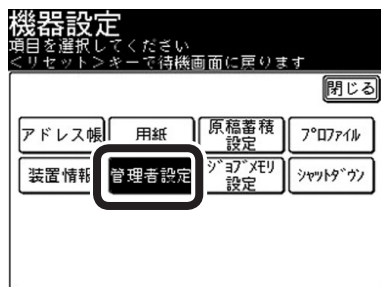 機器設定
項目を選択してください
<リセット>キーで待機画面に戻ります
閉じる
アドレス帳
用紙
原稿蓄積
設定
プロファイル
装置情報
管理者設定
ジョブメモリ
設定
シャットダウン